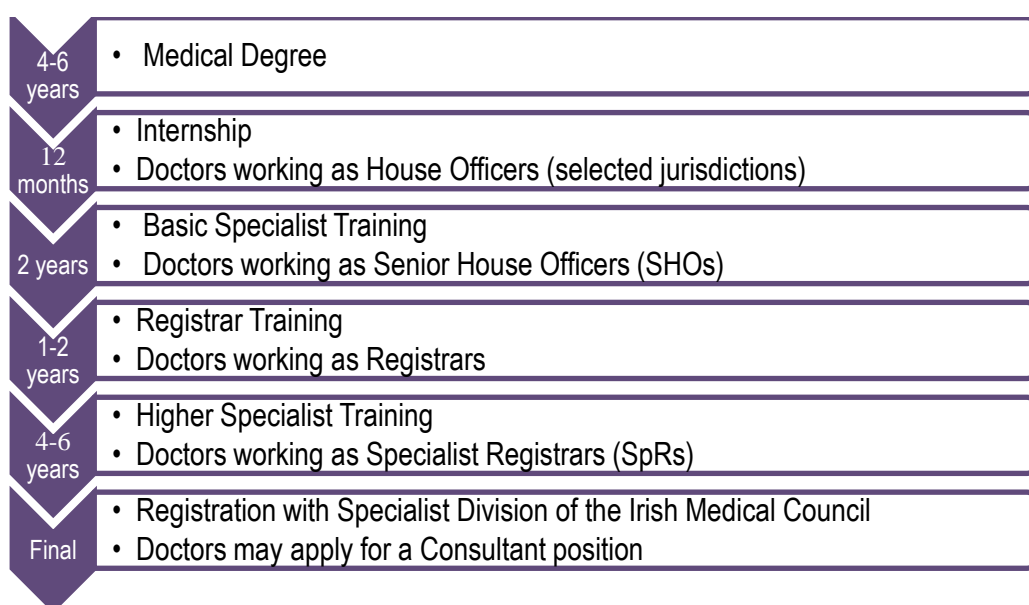 4-6
years
• Medical Degree
12
months
• Internship
• Doctors working as House Officers (selected jurisdictions)
2 years
• Basic Specialist Training
• Doctors working as Senior House Officers (SHOs)
1-2
years
• Registrar Training
• Doctors working as Registrars
4-6
years
• Higher Specialist Training
• Doctors working as Specialist Registrars (SpRs)
Final
• Registration with Specialist Division of the Irish Medical Council
• Doctors may apply for a Consultant position